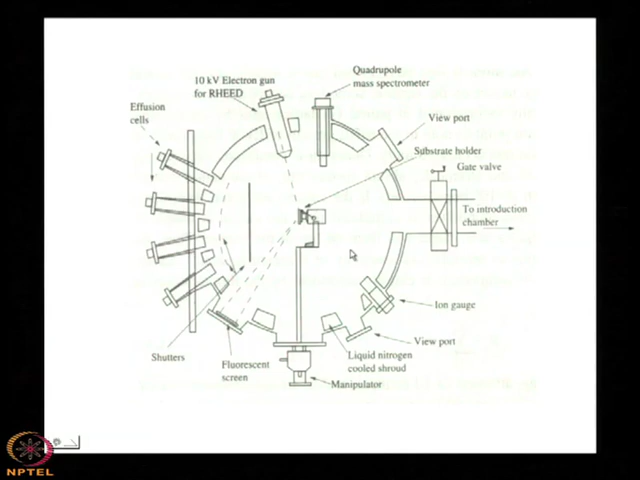 Quadrupole
mass spectrometer
10 kV Electron gun
for RHEED
Effusion
cells
View port
Substrate holder
Gate valve
To introduction
chamber
Ion gauge
View port
Shutters
Fluorescent
screen
Liquid nitrogen
cooled shroud
Manipulator
NPTEL